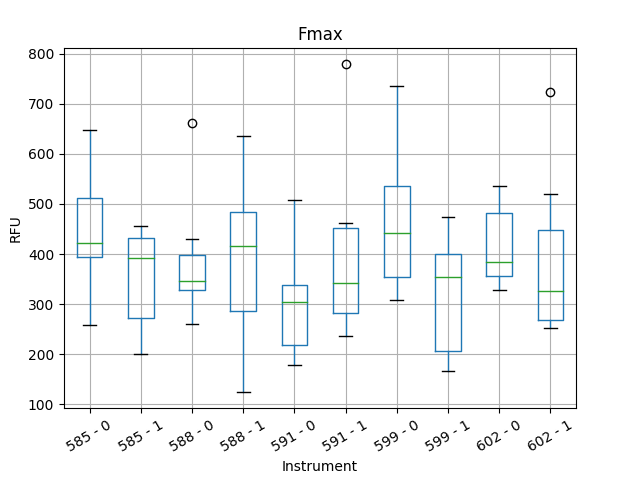 Fmax
800
700
600
500
400
300
200
100
RFU
585 - 0
585 - 1
588 - 0
588 - 1
591 - 0
591 - 1
599 - 0
599 - 1
602 - 0
602 - 1
Instrument